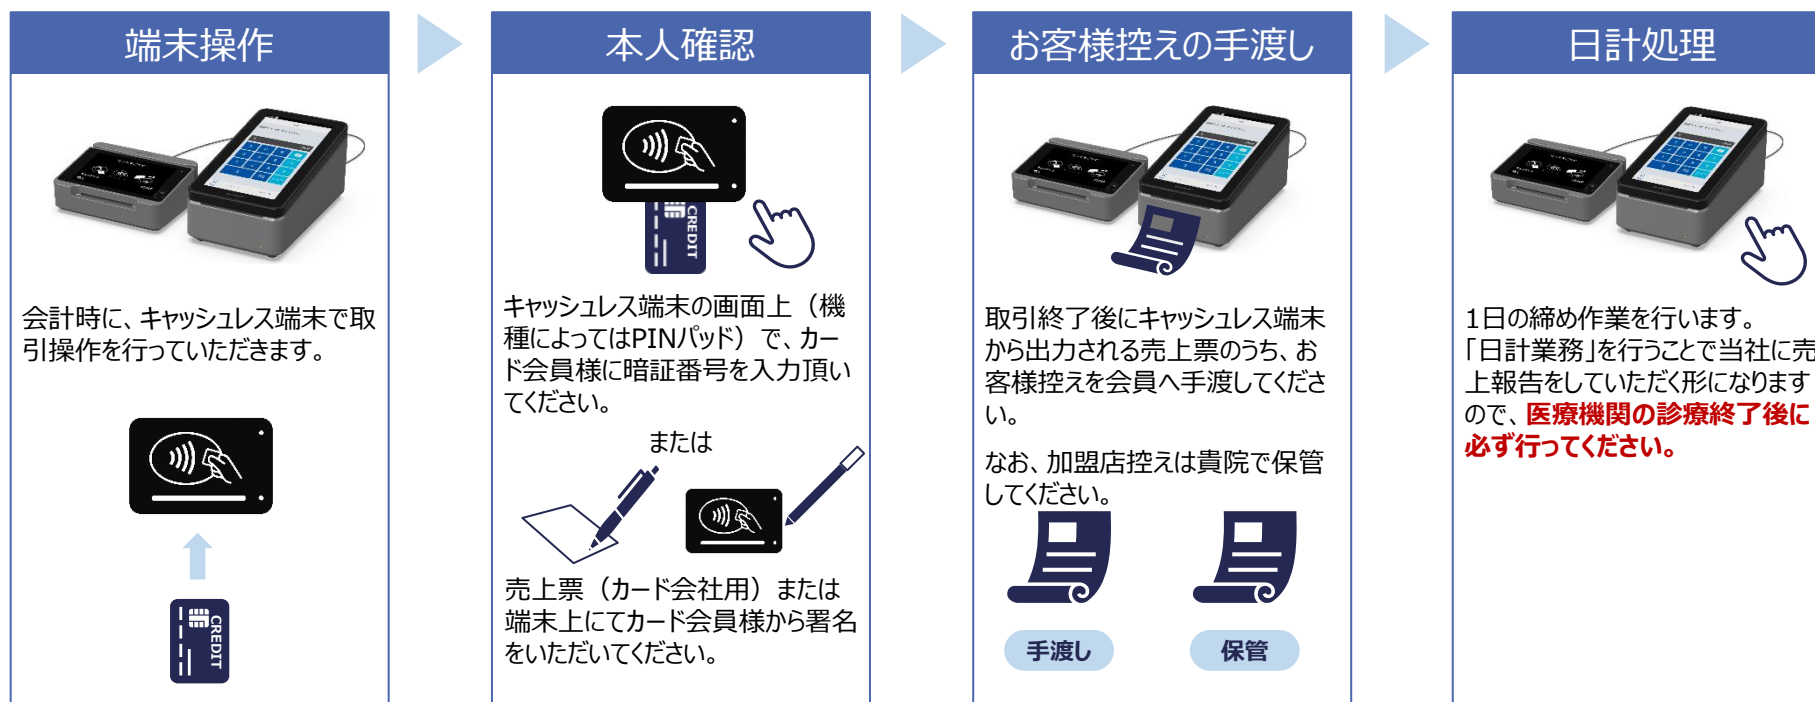 端末操作
会計時に、キャッシュレス端末で取
引操作を行っていただきます。
CREDIT
本人確認
CREDIT
キャッシュレス端末の画面上（機
種によってはPINパッド）で、カー
ド会員様に暗証番号を入力頂い
てください。
または
売上票（カード会社用）または
端末上にてカード会員様から署名
をいただいてください。
お客様控えの手渡し
取引終了後にキャッシュレス端末
から出力される売上票のうち、お
客様控えを会員へ手渡してくださ
い。
なお、加盟店控えは貴院で保管
してください。
手渡し
保管
日計処理
1日の締め作業を行います。
「日計業務」を行うことで当社に売
上報告をしていただく形になります
ので、医療機関の診療終了後に
必ず行ってください。